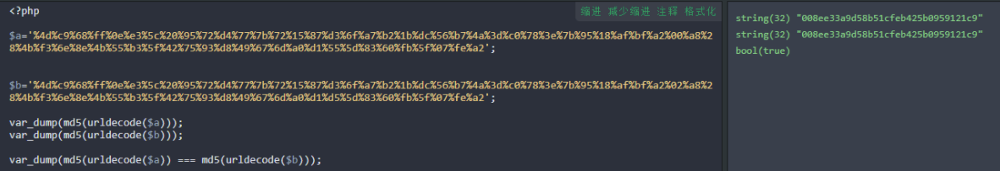 <?php
缩进 减少缩进 注释 格式化
$a='%4d%c9%68%ff%0e%e3%5c%20%95%72%d4%77%7b%72%15%87%d3%6f%a7%b2%1b%dc%56%b7%4a%3d%c0%78%3e%7b%95%18%af%bf%a2%00%a8%2
8%4b%f3%6e%8e%4b%55%b3%5f%42%75%93%d8%49%67%6d%a0%d1%55%5d%83%60%fb%5f%07%fe%a2';
$b='%4d%c9%68%ff%0e%e3%5c%20%95%72%d4%77%7b%72%15%87%d3%6f%a7%b2%1b%dc%56%b7%4a%3d%c0%78%3e%7b%95%18%af%bf%a2%02%a8%2
8%4b%f3%6e%8e%4b%55%b3%5f%42%75%93%d8%49%67%6d%a0%d1%d5%5d%83%60%fb%5f%07%fe%a2';
var_dump(md5(urldecode($a)));
var_dump(md5(urldecode($b)));
var_dump(md5(urldecode($a)) === md5(urldecode($b)));
string(32) "008ee33a9d58b51cfeb425b0959121c9"
string(32) "008ee33a9d58b51cfeb425b0959121c9"
bool(true)